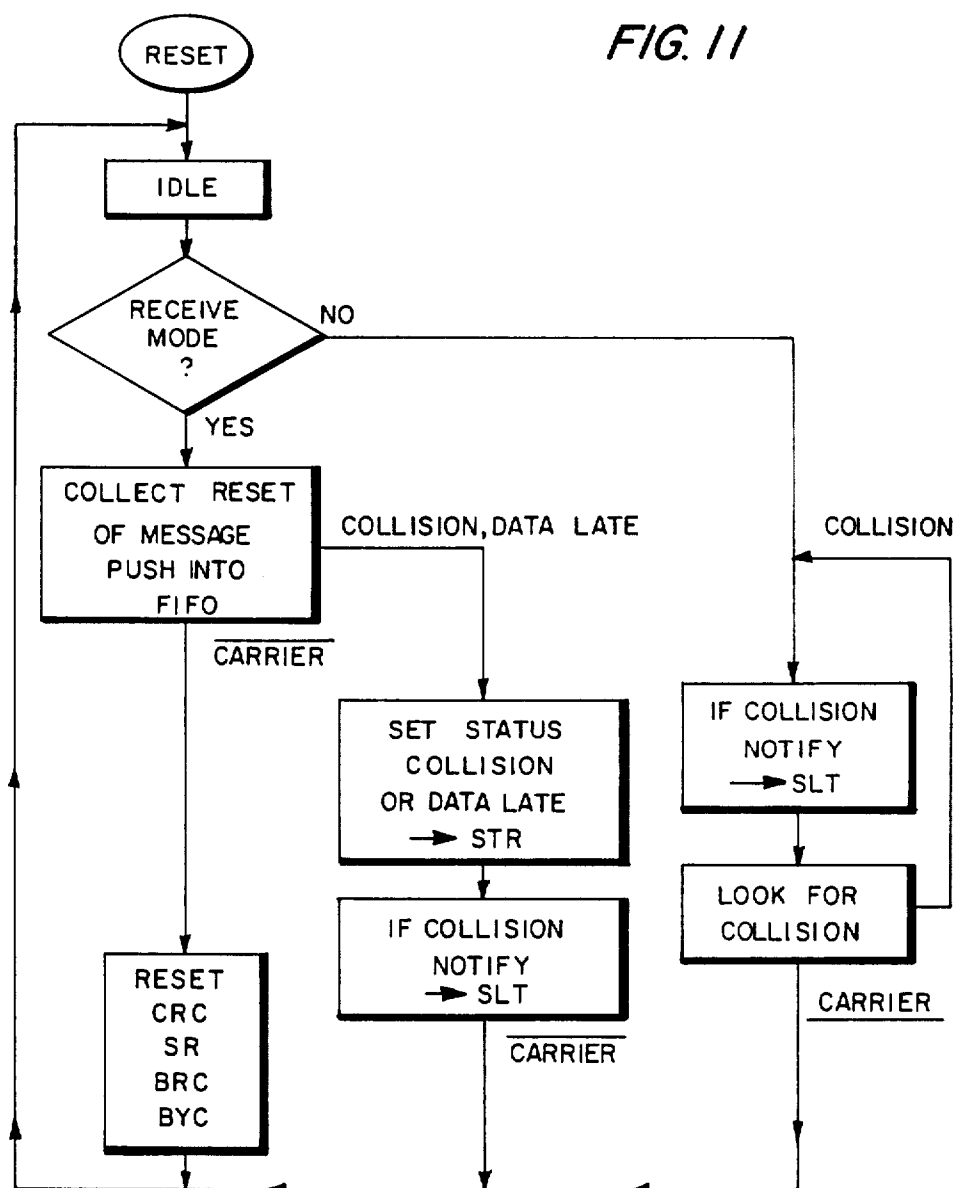 FIG. 11
RESET
IDLE
RECEIVE
MODE
?
NO
YES
COLLECT RESET
OF MESSAGE
PUSH INTO
FIFO
COLLISION, DATA LATE
COLLISION
CARRIER
SET STATUS
COLLISION
OR DATA LATE
→ STR
IF COLLISION
NOTIFY
→ SLT
CARRIER
IF COLLISION
NOTIFY
→ SLT
LOOK FOR
COLLISION
CARRIER
RESET
CRC
SR
BRC
BYC